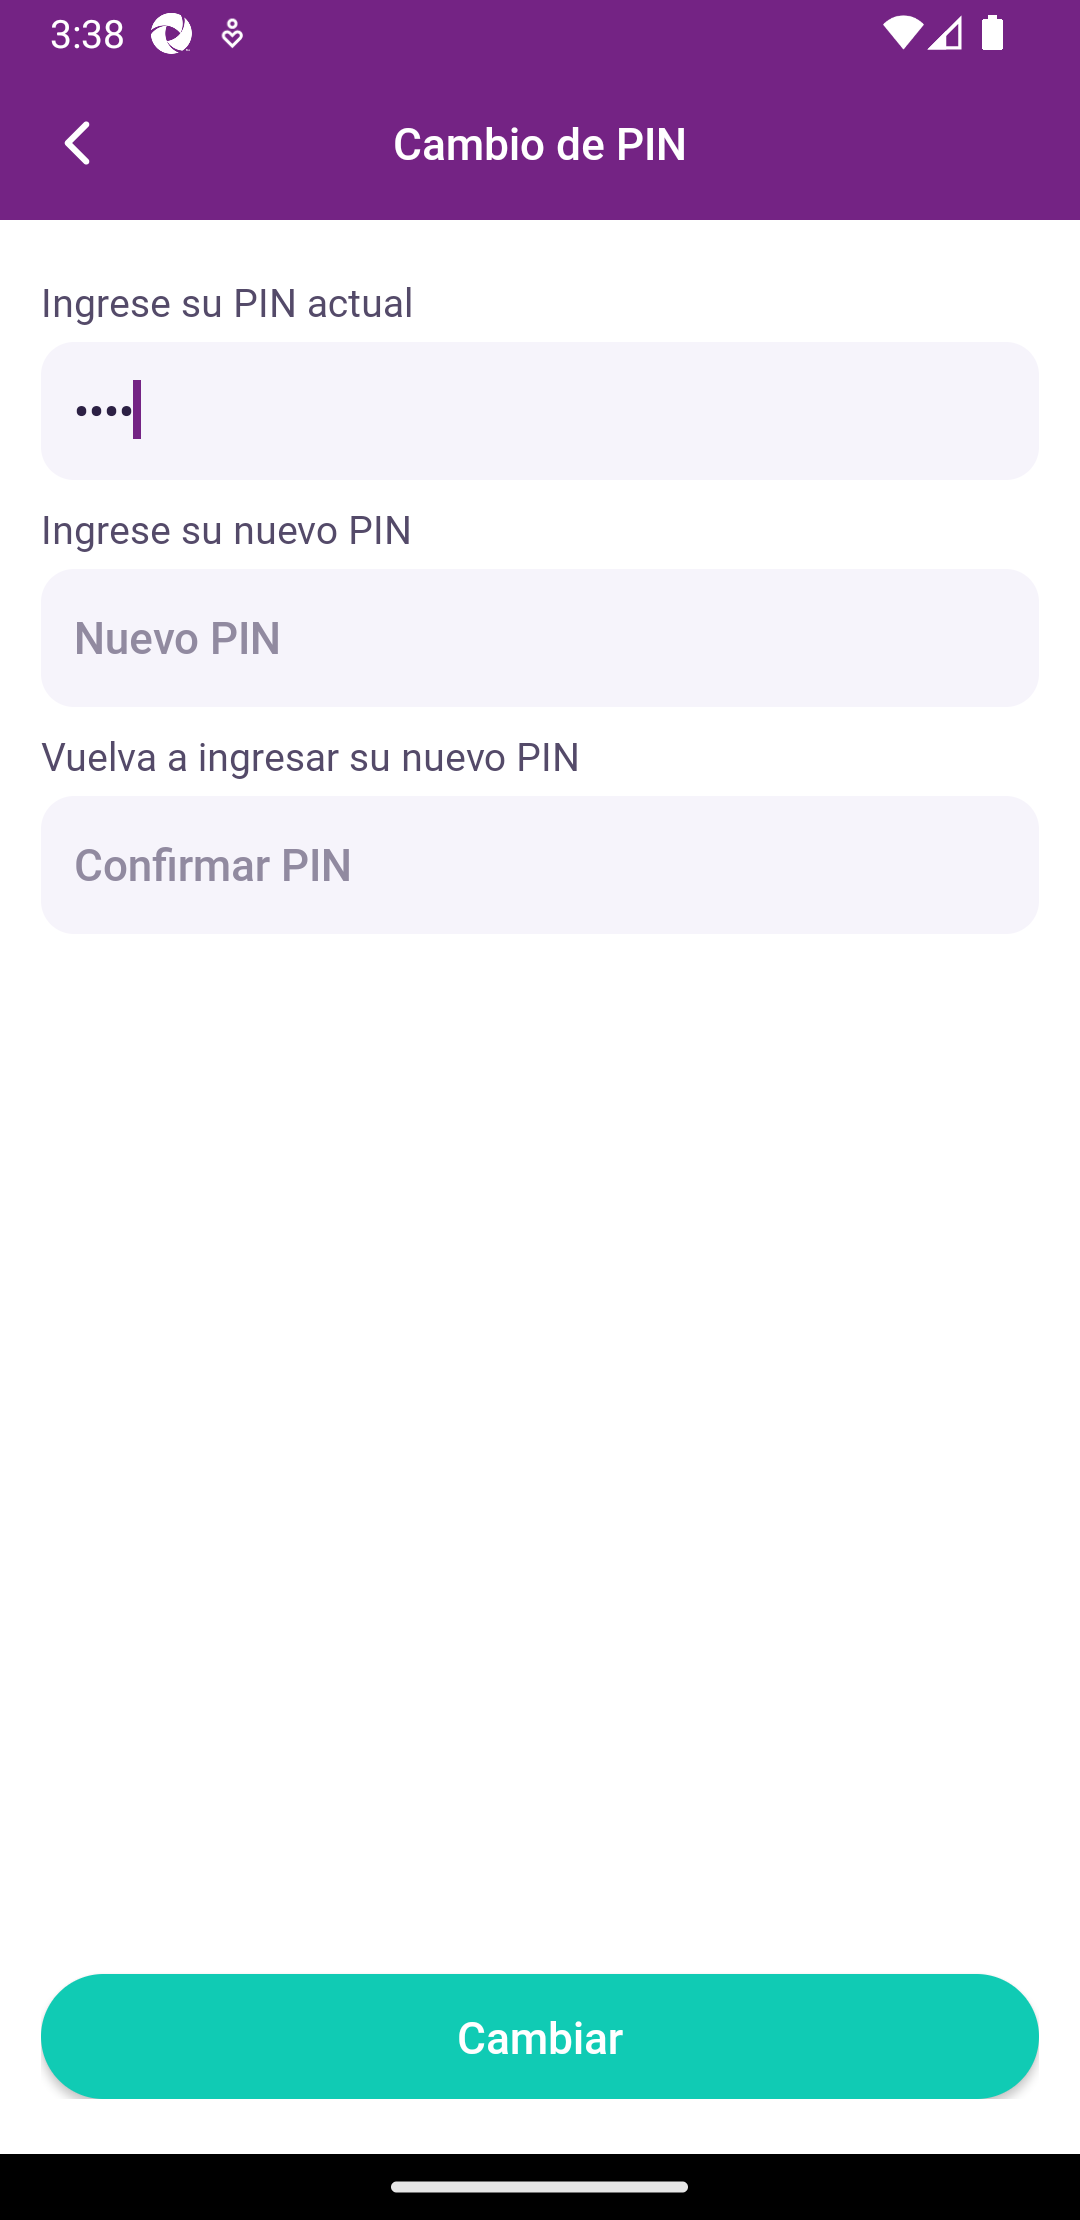 3:38
Cambio de PIN
Ingrese su PIN actual
••••
Ingrese su nuevo PIN
Nuevo PIN
Vuelva a ingresar su nuevo PIN
Confirmar PIN
Cambiar